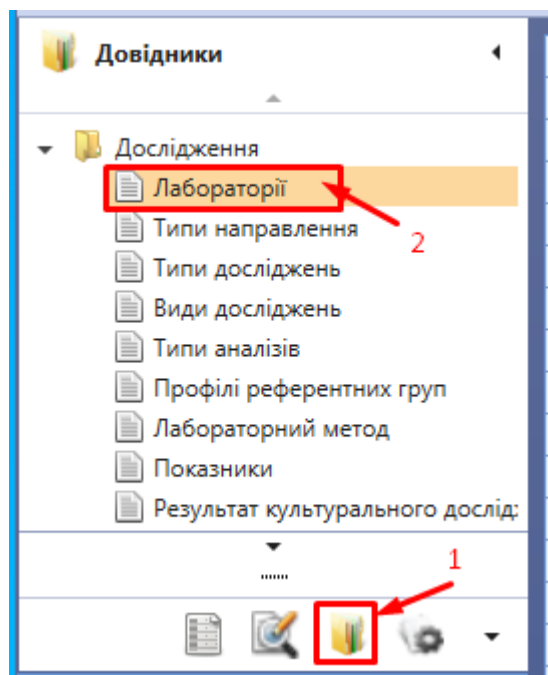 Довідники
Дослідження
Лабораторії
2
Типи направлення
Типи досліджень
Види досліджень
Типи аналізів
Профілі референтних груп
Лабораторний метод
Показники
Результат культурального дослід
1